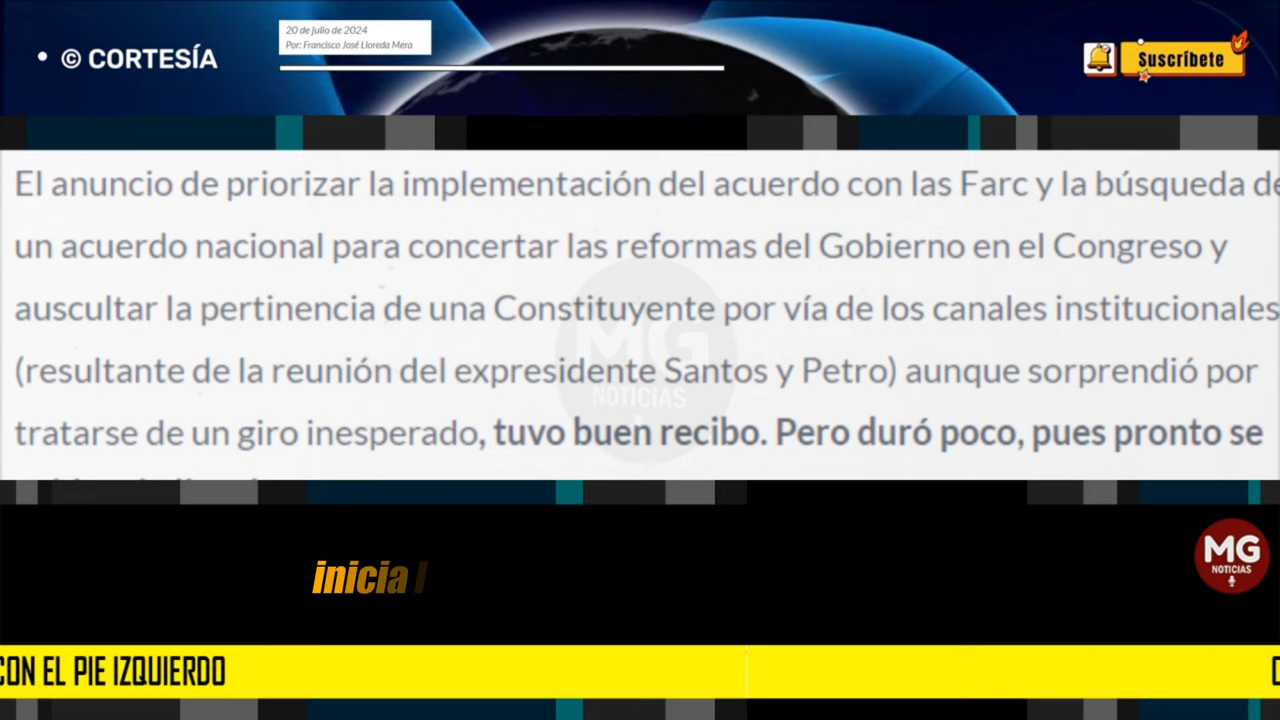 20 de julio de 2024
Por: Francisco José Lloreda Mera
• © CORTESÍA
Suscríbete
El anuncio de priorizar la implementación del acuerdo con las Farc y la búsqueda de
un acuerdo nacional para concertar las reformas del Gobierno en el Congreso y
auscultar la pertinencia de una Constituyente por vía de los canales institucionales
(resultante de la reunión del expresidente Santos y Petro) aunque sorprendió por
tratarse de un giro inesperado, tuvo buen recibo. Pero duró poco, pues pronto se
MG
NOTICIAS
inicia
MG
NOTICIAS
CON EL PIE IZQUIERDO